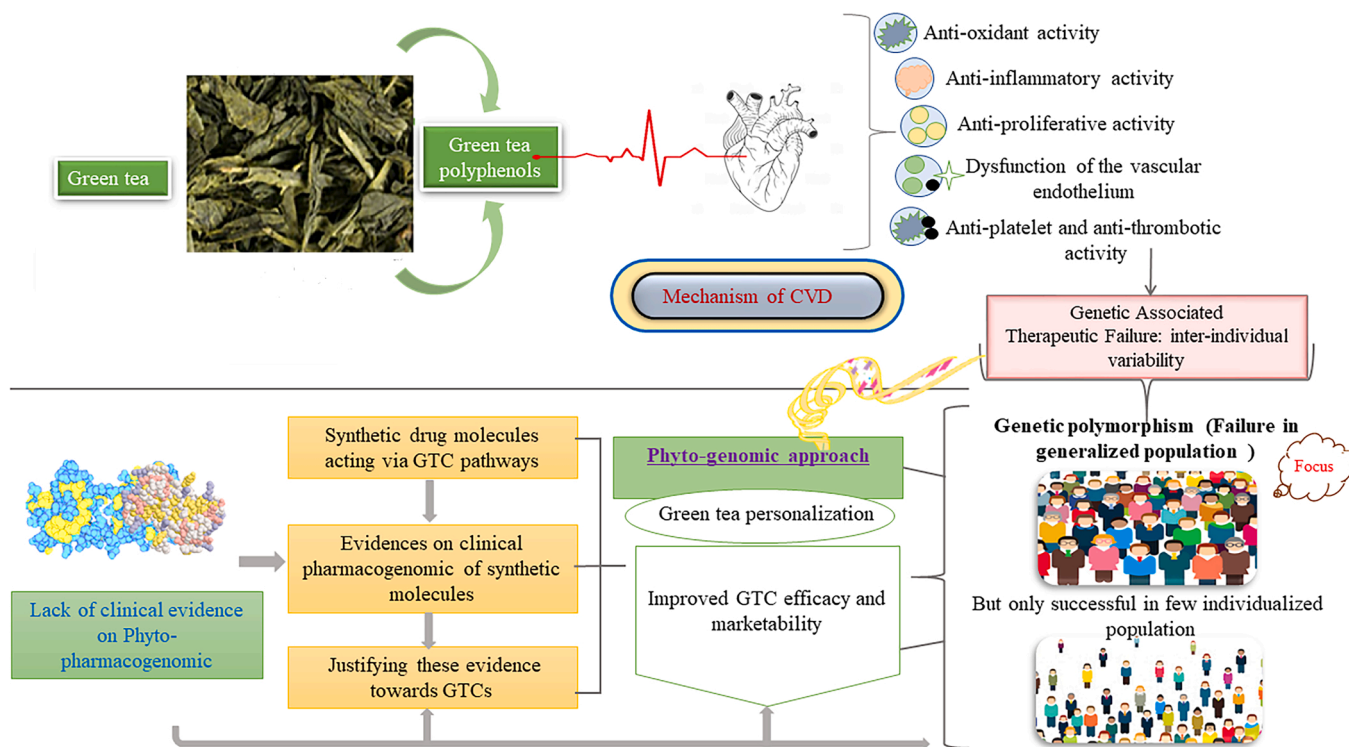 Green tea
Green tea
polyphenols
Anti-oxidant activity
Anti-inflammatory activity
Anti-proliferative activity
Dysfunction of the vascular
endothelium
Anti-platelet and anti-thrombotic
activity
Mechanism of CVD
Genetic Associated
Therapeutic Failure: inter-individual
variability
Genetic polymorphism (Failure in
generalized population )
Focus
But only successful in few individualized
population
Lack of clinical evidence
on Phyto-
pharmacogenomic
Synthetic drug molecules
acting via GTC pathways
Evidences on clinical
pharmacogenomic of synthetic
molecules
Justifying these evidence
towards GTCs
Phyto-genomic approach
Green tea personalization
Improved GTC efficacy and
marketability